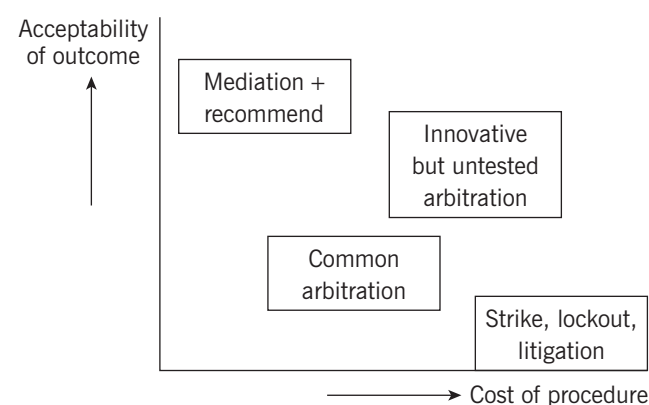 Acceptability
of outcome
Mediation +
recommend
Innovative
but untested
arbitration
Common
arbitration
Strike, lockout,
litigation
Cost of procedure